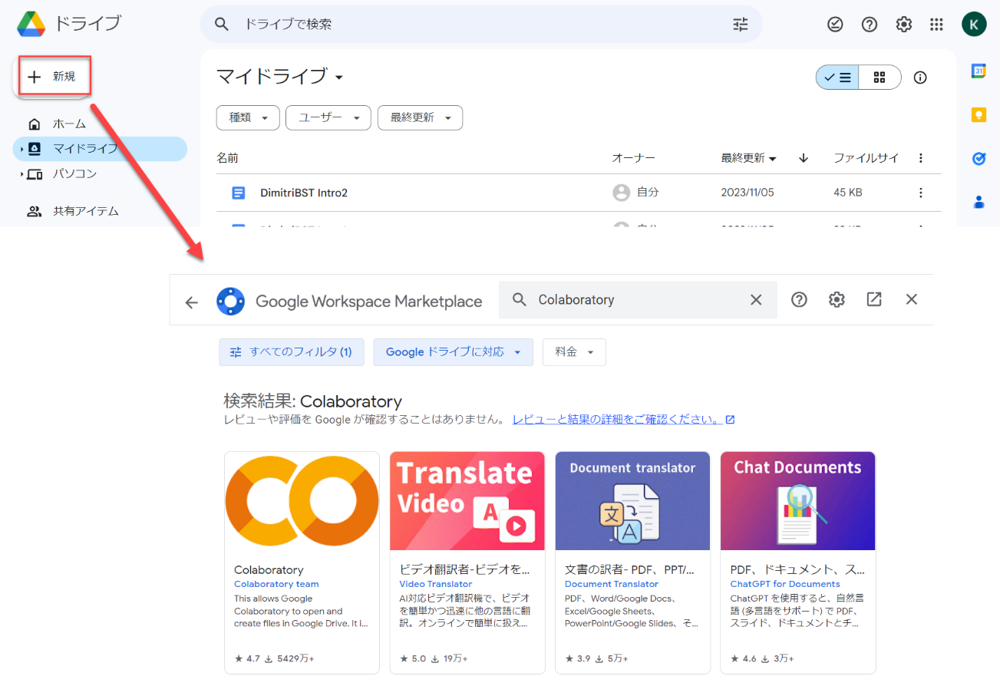 ドライブ
ドライブで検索
K
新規
マイドライブ
31
ホーム
種類 ユーザー 最終更新
マイドライブ
名前 オーナー 最終更新 ファイルサイ
パソコン
DimitriBST Intro2 自分 2023/11/05 45 KB
共有アイテム
Google Workspace Marketplace Colaboratory
すべてのフィルタ (1) Google ドライブに対応 料金
検索結果: Colaboratory
レビューや評価を Google が確認することはありません。 レビューと結果の詳細をご確認ください。
Translate
Video
A
Document translator
文
A
Chat Documents
Colaboratory
Colaboratory team
This allows Google
Colaboratory to open and
create files in Google Drive. It i...
★ 4.7 5429万+
ビデオ翻訳者-ビデオを...
Video Translator
AI対応ビデオ翻訳機で、ビデオ
を簡単かつ迅速に他の言語に翻
訳。オンラインで簡単に扱え...
★ 5.0 19万+
文書の訳者- PDF、PPT/...
Document Translator
PDF、Word/Google Docs、
Excel/Google Sheets、
PowerPoint/Google Slides、そ...
★ 3.9 5万+
PDF、ドキュメント、ス...
ChatGPT for Documents
ChatGPT を使用すると、自然言
語 (多言語をサポート) で PDF、
スライド、ドキュメントとチ...
★ 4.6 3万+